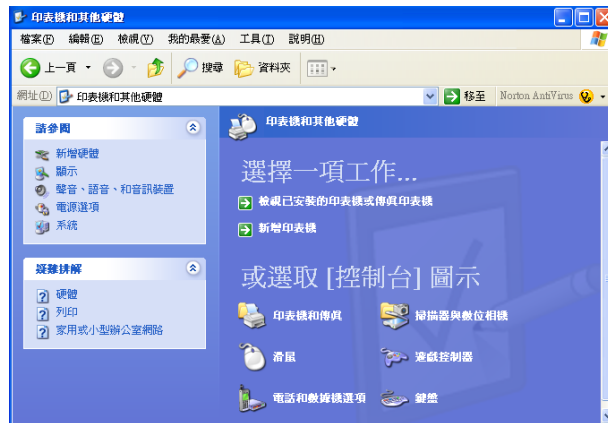 印表機和其他硬體
檔案(F) 編輯(E) 檢視(V) 我的最愛(A) 工具(T) 說明(H)
上一頁 搜尋 資料夾
網址(D) 印表機和其他硬體 移至 Norton AntiVirus
請參閱
新增硬體
顯示
聲音、語音、和音訊裝置
電源選項
系統
疑難排解
硬體
列印
家用或小型辦公室網路
印表機和其他硬體
選擇一項工作...
檢視已安裝的印表機或傳真印表機
新增印表機
或選取 [控制台] 圖示
印表機和傳真 掃描器與數位相機
滑鼠 遊戲控制器
電話和數據機選項 鍵盤